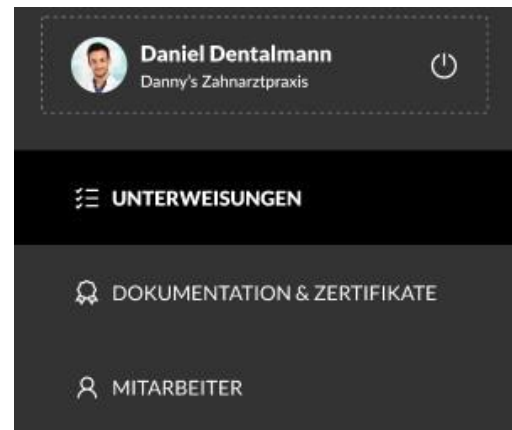 Daniel Dentalmann
Danny's Zahnarztpraxis
UNTERWEISUNGEN
DOKUMENTATION & ZERTIFIKATE
MITARBEITER